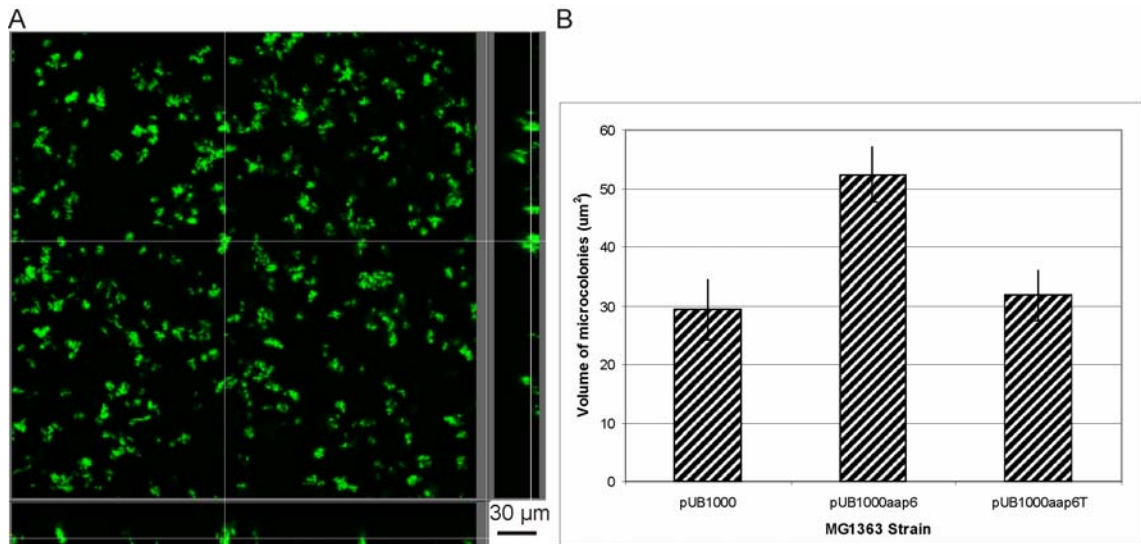 A
30 µm
B
Volume of microcolonies (um²)
60
50
40
30
20
10
0
pUB1000
pUB1000aap6
pUB1000aap6T
MG1363 Strain